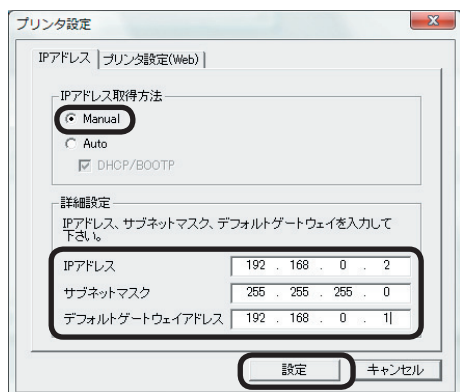 プリンタ設定
IPアドレス プリンタ設定(Web)
IPアドレス取得方法
Manual
Auto
DHCP/BOOTP
詳細設定
IPアドレス、サブネットマスク、デフォルトゲートウェイを入力して
下さい。
IPアドレス 192 . 168 . 0 . 2
サブネットマスク 255 . 255 . 255 . 0
デフォルトゲートウェイアドレス 192 . 168 . 0 . 1
設定 キャンセル